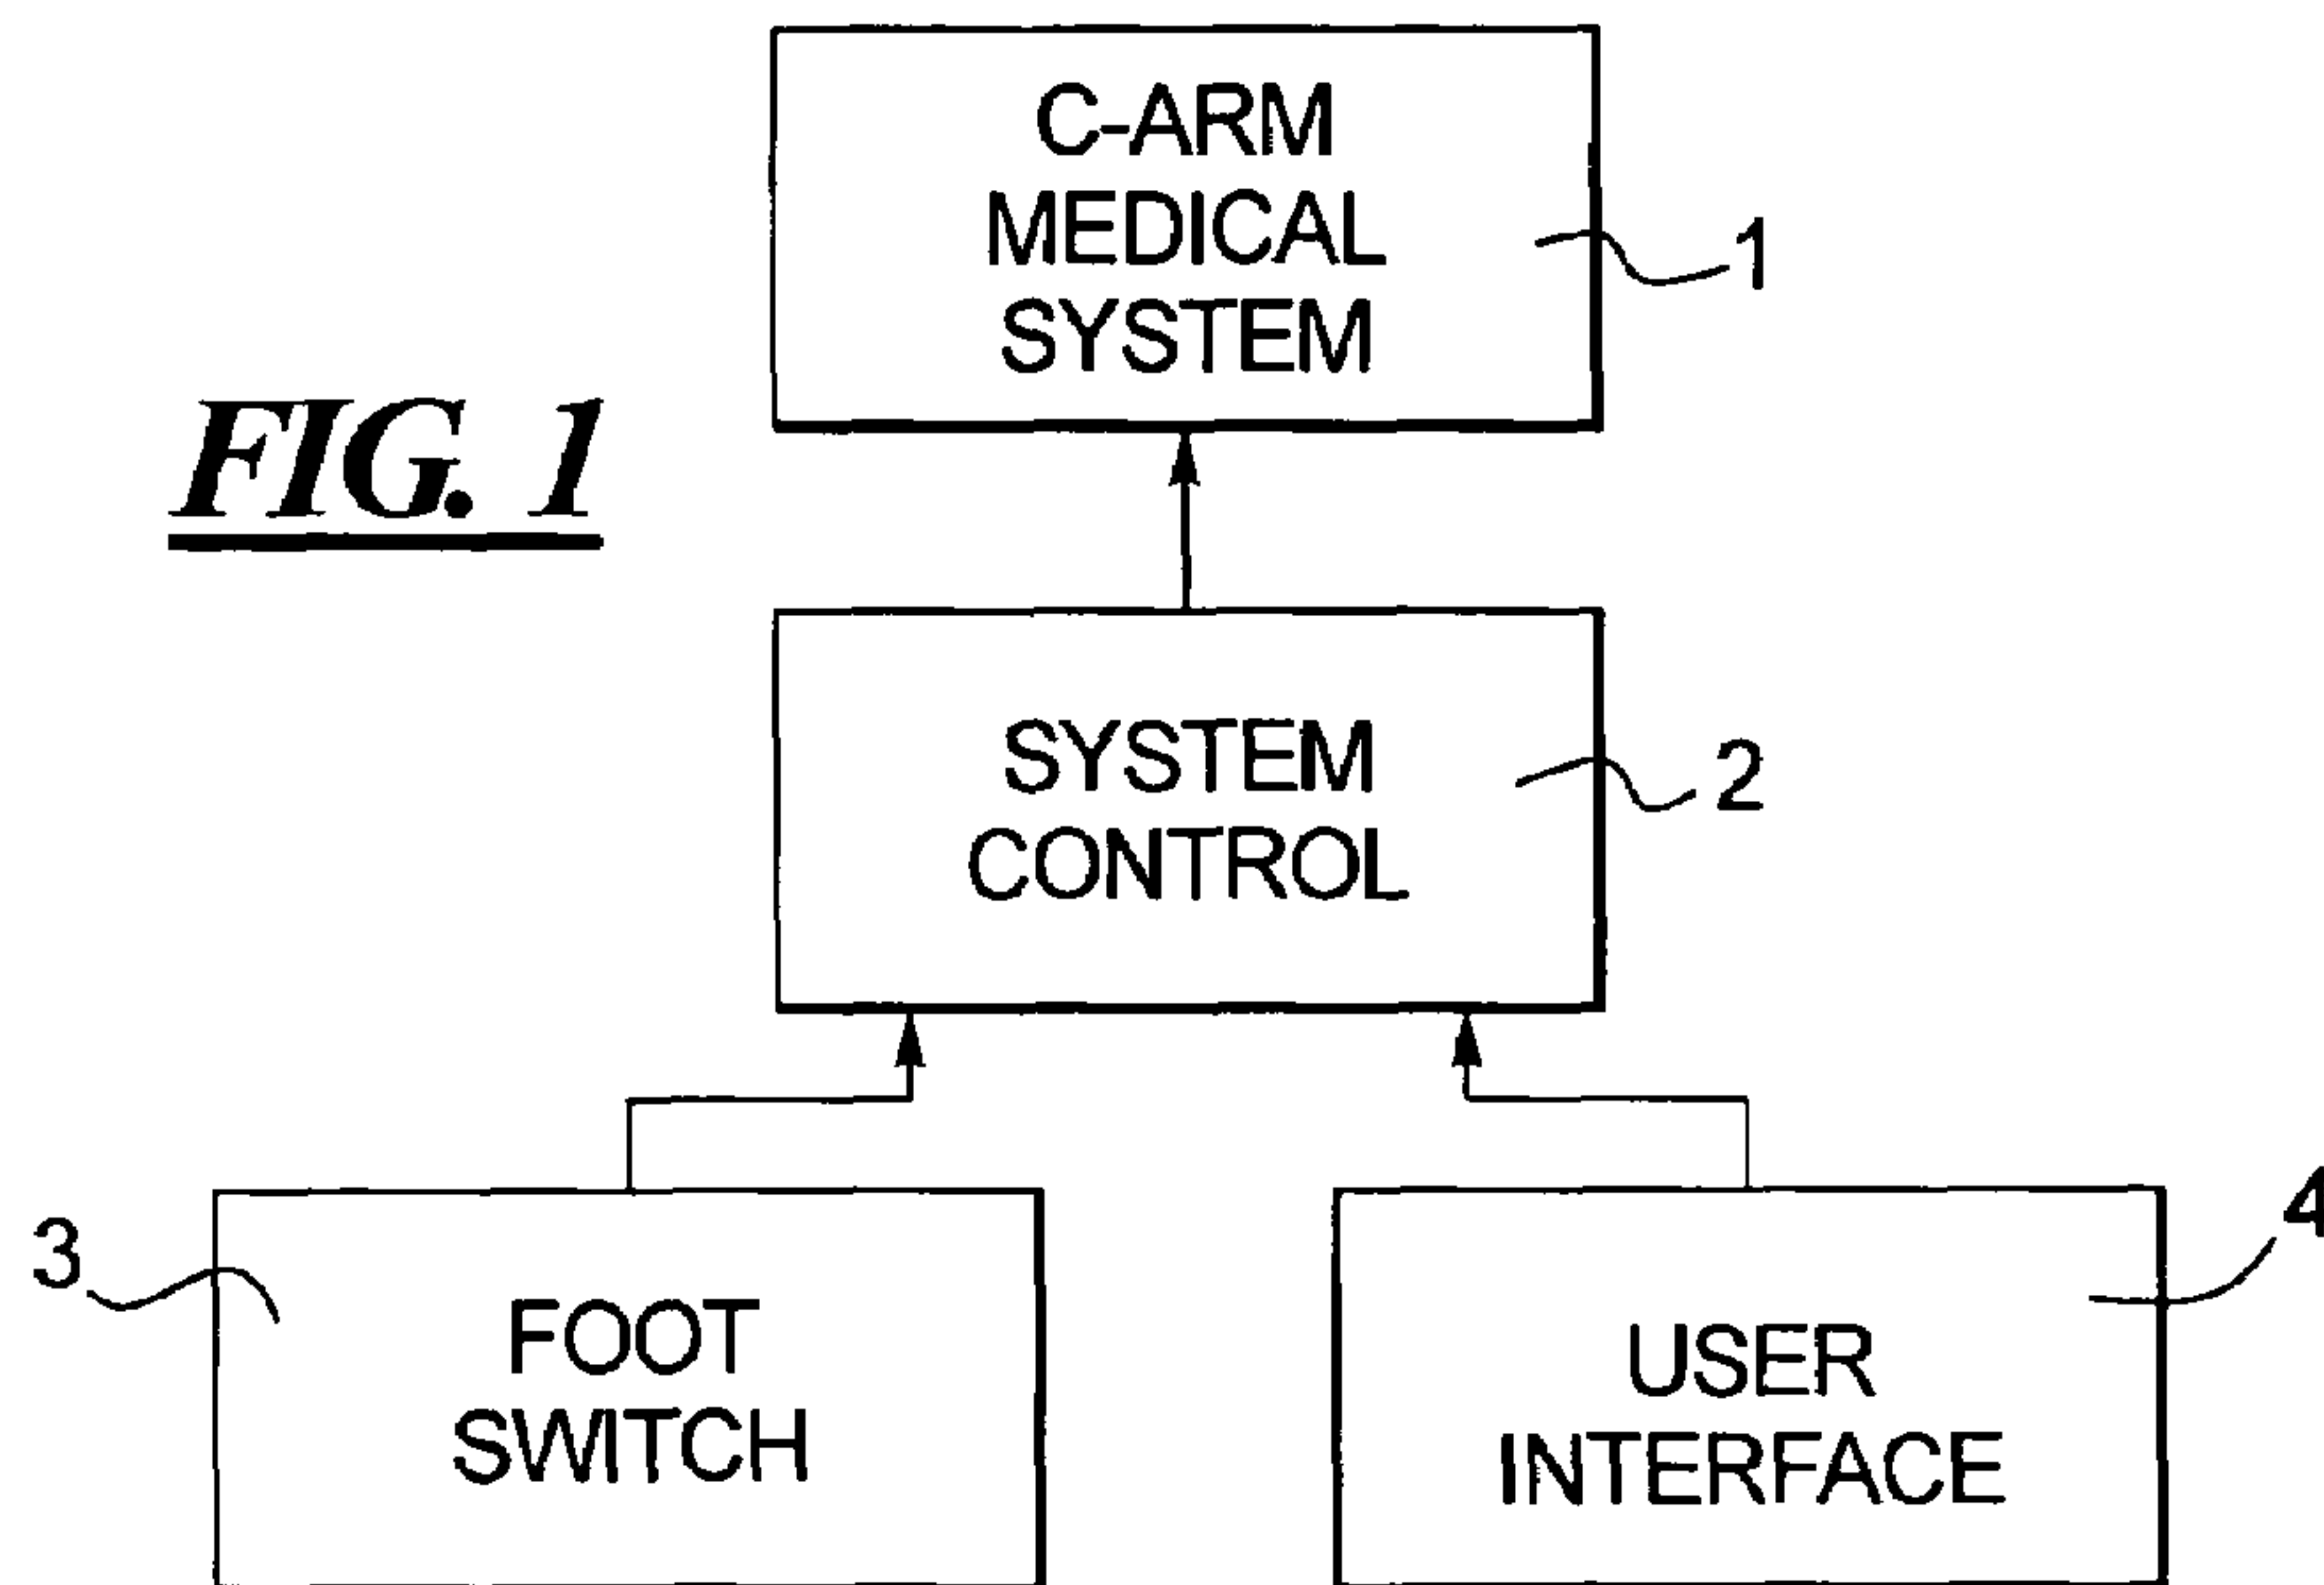 C-ARM
MEDICAL
SYSTEM
1
FIG. 1
SYSTEM
CONTROL
2
3
FOOT
SWITCH
4
USER
INTERFACE